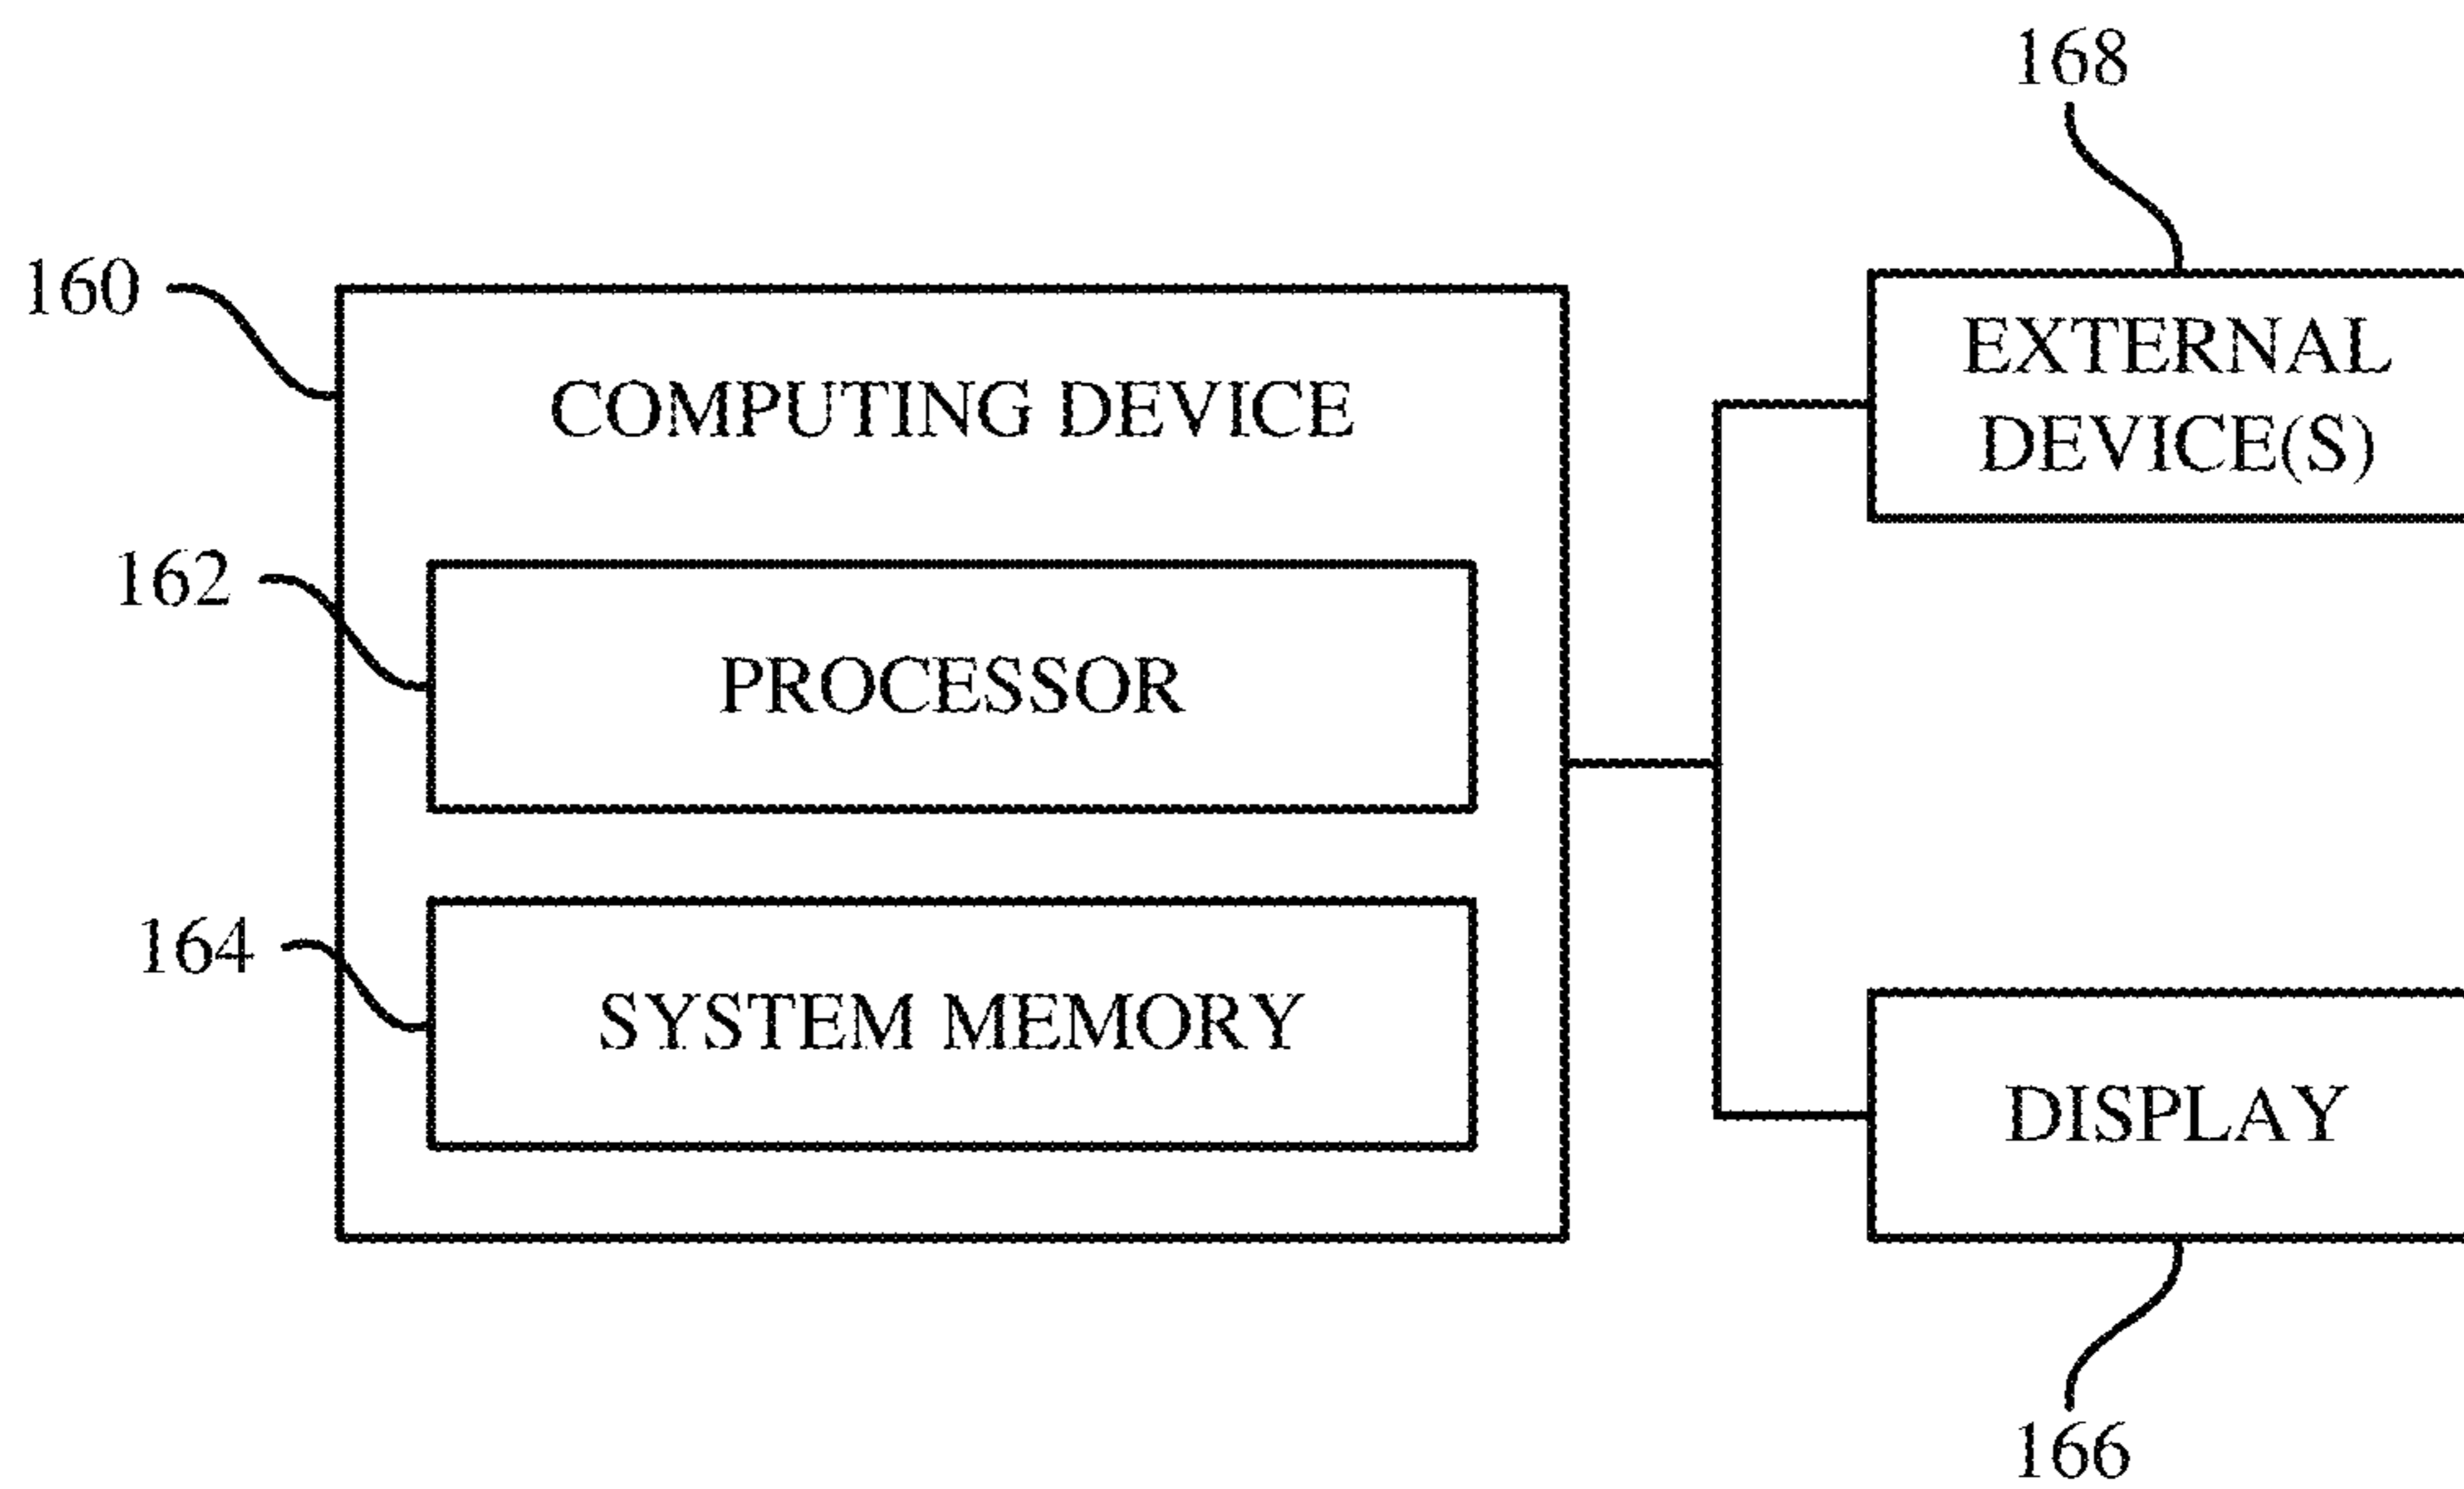 168
160
EXTERNAL
DEVICE(S)
COMPUTING DEVICE
162
PROCESSOR
164
SYSTEM MEMORY
DISPLAY
166